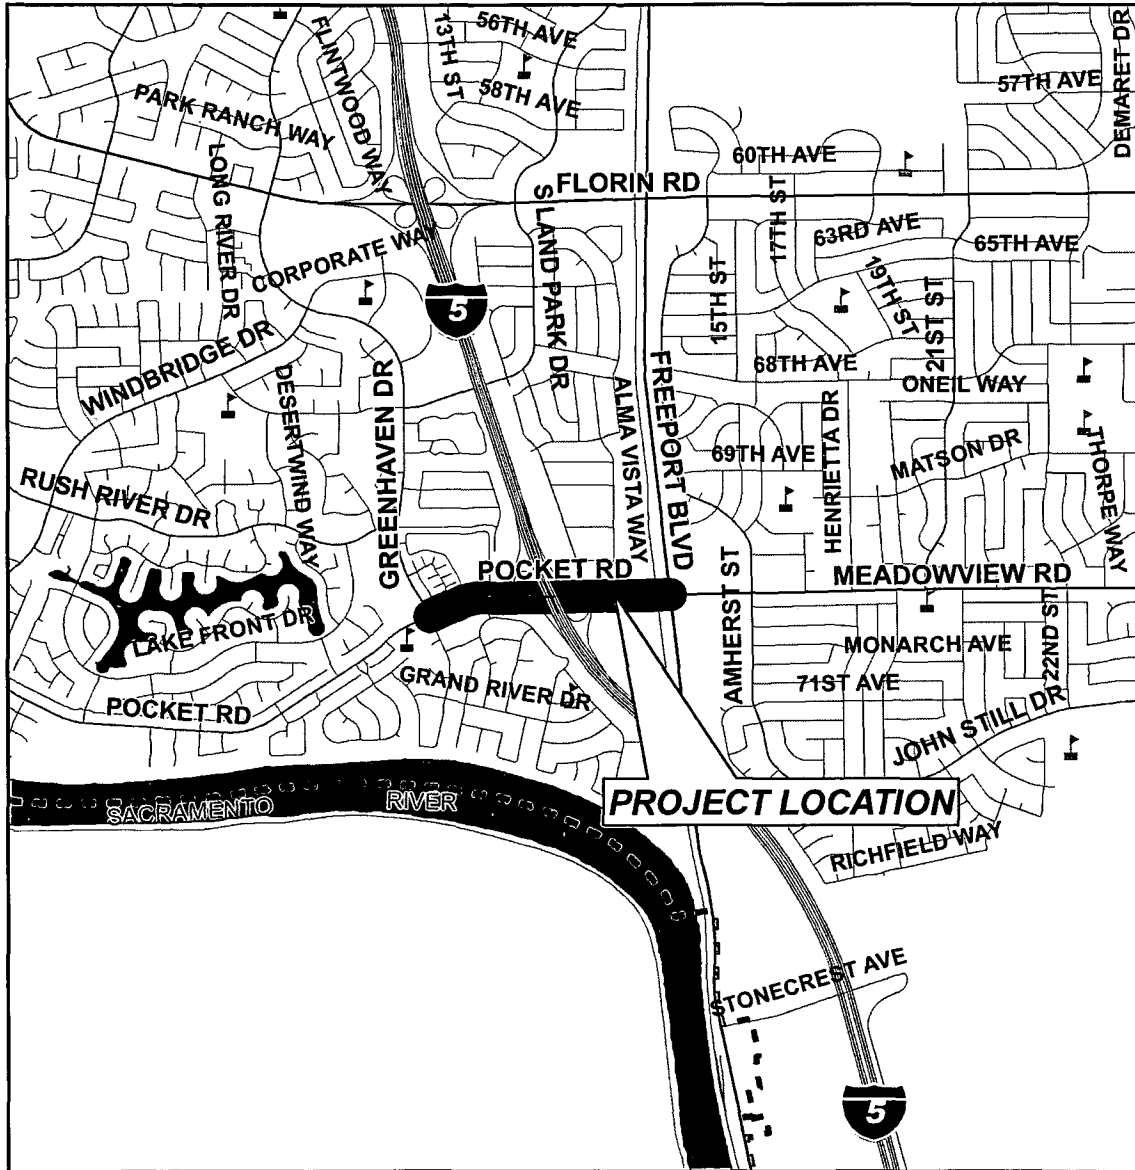 56TH AVE
13TH ST
FLINTWOOD WAY
58TH AVE
57TH AVE
DEMARET DR
PARK RANCH WAY
60TH AVE
LONG RIVER DR
FLORIN RD
S LAND PARK DR
17TH ST
63RD AVE
65TH AVE
CORPORATE WAY
15TH ST
19TH ST
21ST ST
5
WINDBRIDGE DR
68TH AVE
ONEIL WAY
DESERTWIND WAY
GREENHAVEN DR
ALMA VISTA WAY
FREEPORT BLVD
HENRIETTA DR
69TH AVE
MATSON DR
THORPE WAY
RUSH RIVER DR
POCKET RD
AMHERST ST
MEADOWVIEW RD
LAKE FRONT DR
22ND ST
MONARCH AVE
GRAND RIVER DR
71ST AVE
POCKET RD
JOHN STILL DR
SACRAMENTO RIVER
PROJECT LOCATION
RICHFIELD WAY
STONECREST AVE
5